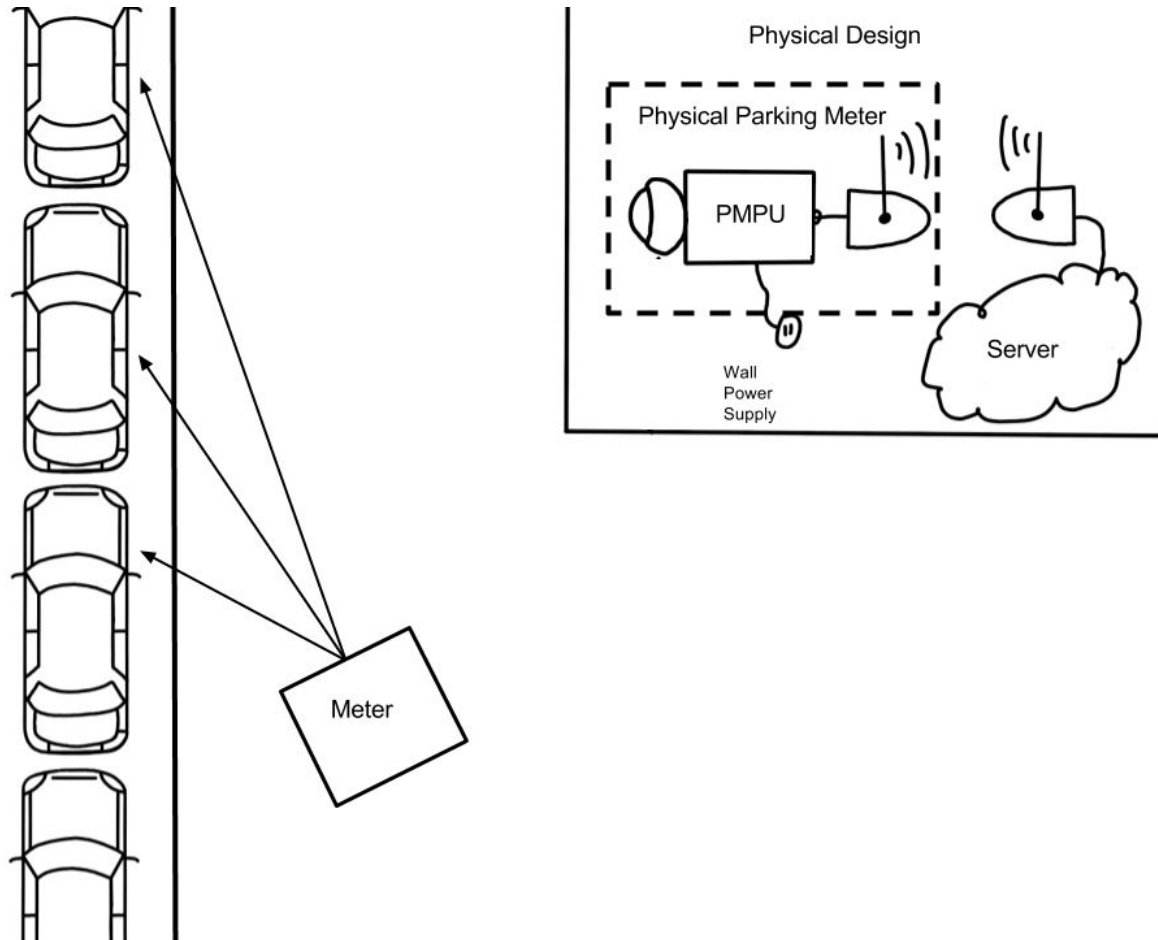 Physical Design
Physical Parking Meter
PMPU
Server
Wall
Power
Supply
Meter